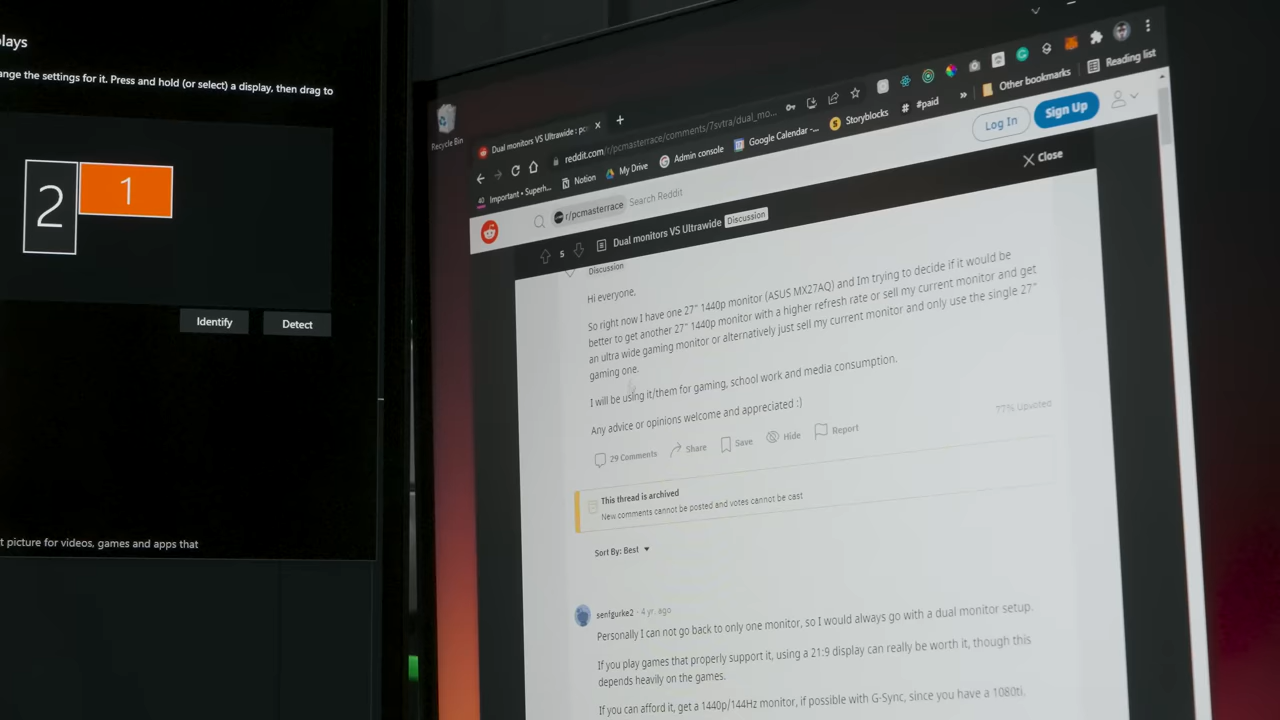 plays
ange the settings for it. Press and hold (or select) a display, then drag to
2
1
Identify
Detect
t picture for videos, games and apps that
Recycle Bin
Dual monitors VS Ultrawide : pc
reddit.com/r/pcmasterrace/comments/7svtra/dual_mo...
Important • Superh...
Notion
My Drive
Admin console
Google Calendar -...
Storyblocks
#paid
»
Other bookmarks
Reading list
r/pcmasterrace
Search Reddit
Log In
Sign Up
5
Dual monitors VS Ultrawide
Discussion
Close
Discussion
Hi everyone,
So right now I have one 27" 1440p monitor (ASUS MX27AQ) and Im trying to decide if it would be
better to get another 27" 1440p monitor with a higher refresh rate or sell my current monitor and get
an ultra wide gaming monitor or alternatively just sell my current monitor and only use the single 27"
gaming one.
I will be using it/them for gaming, school work and media consumption.
Any advice or opinions welcome and appreciated :)
29 Comments
Share
Save
Hide
Report
77% Upvoted
This thread is archived
New comments cannot be posted and votes cannot be cast
Sort By: Best
senfgurke2 · 4 yr. ago
Personally I can not go back to only one monitor, so I would always go with a dual monitor setup.
If you play games that properly support it, using a 21:9 display can really be worth it, though this
depends heavily on the games.
If you can afford it, get a 1440p/144Hz monitor, if possible with G-Sync, since you have a 1080ti.